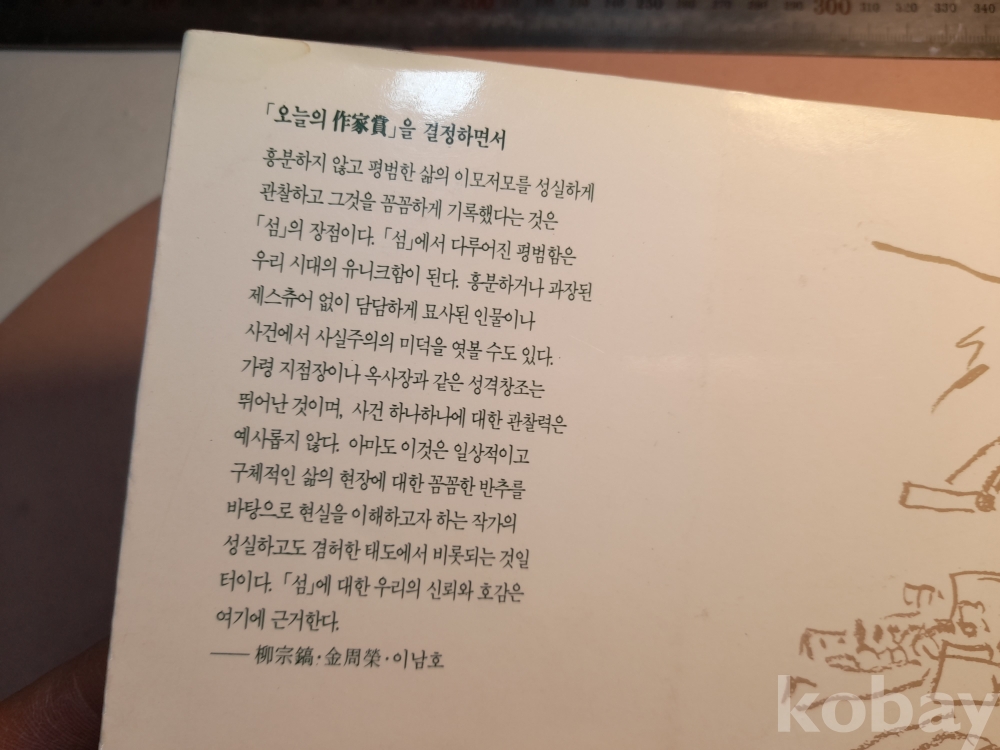 300 310 320 330 340
「오늘의 作家賞」을 결정하면서
흥분하지 않고 평범한 삶의 이모저모를 성실하게
관찰하고 그것을 꼼꼼하게 기록했다는 것은
「섬」의 장점이다. 「섬」에서 다루어진 평범함은
우리 시대의 유니크함이 된다. 흥분하거나 과장된
제스츄어 없이 담담하게 묘사된 인물이나
사건에서 사실주의의 미덕을 엿볼 수도 있다.
가령 지점장이나 옥사장과 같은 성격창조는
뛰어난 것이며, 사건 하나하나에 대한 관찰력은
예사롭지 않다. 아마도 이것은 일상적이고
구체적인 삶의 현장에 대한 꼼꼼한 반추를
바탕으로 현실을 이해하고자 하는 작가의
성실하고도 겸허한 태도에서 비롯되는 것일
터이다. 「섬」에 대한 우리의 신뢰와 호감은
여기에 근거한다.
── 柳宗鎬·金周榮·이남호
kobay